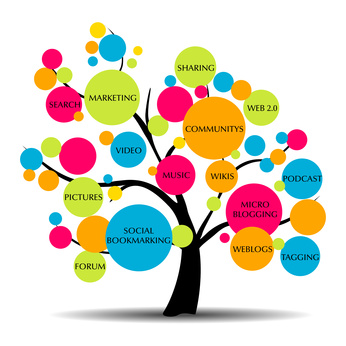 SHARING
MARKETING
SEARCH
WEB 2.0
COMMUNITYS
VIDEO
MUSIC
WIKIS
PODCAST
PICTURES
MICRO
BLOGGING
SOCIAL
BOOKMARKING
WEBLOGS
TAGGING
FORUM